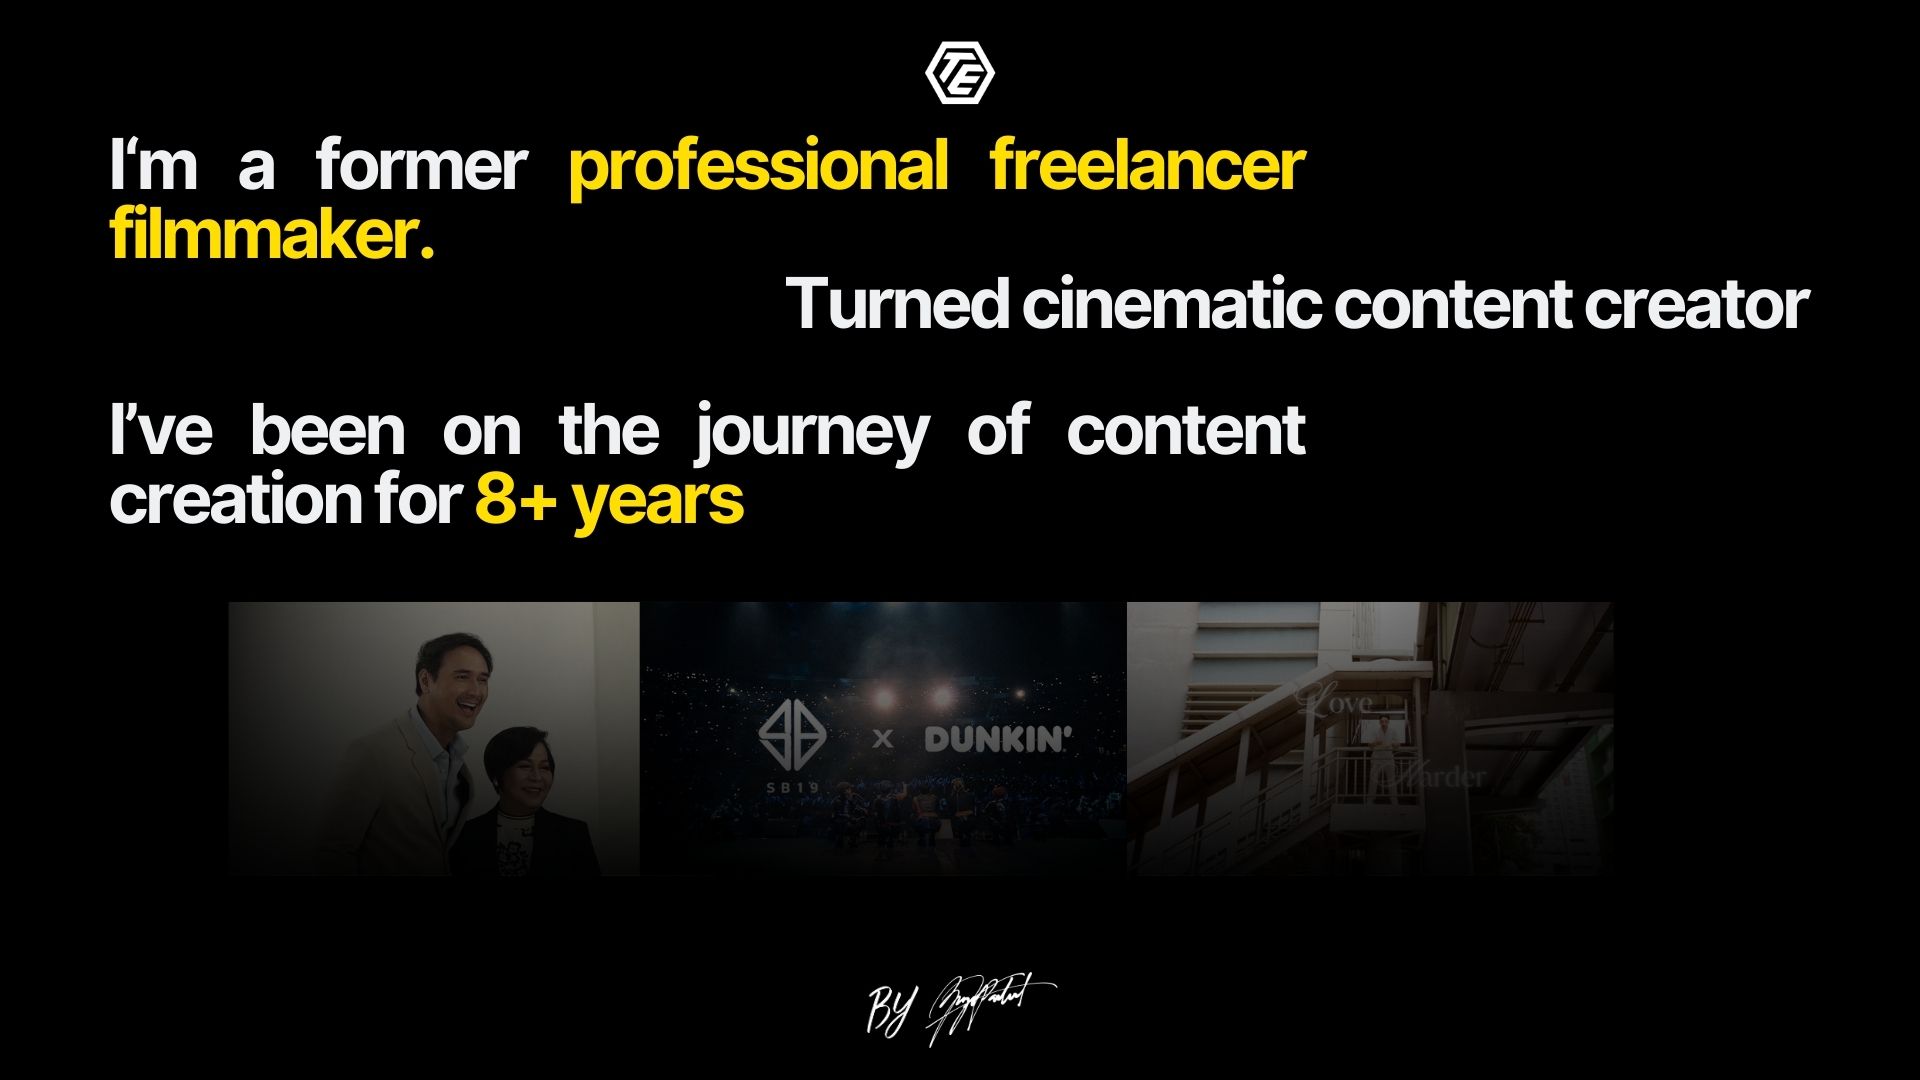 TE
I‘m a former professional freelancer
filmmaker.
Turned cinematic content creator
I’ve been on the journey of content
creation for 8+ years
SB19 x DUNKIN'
Love
Harder
BY